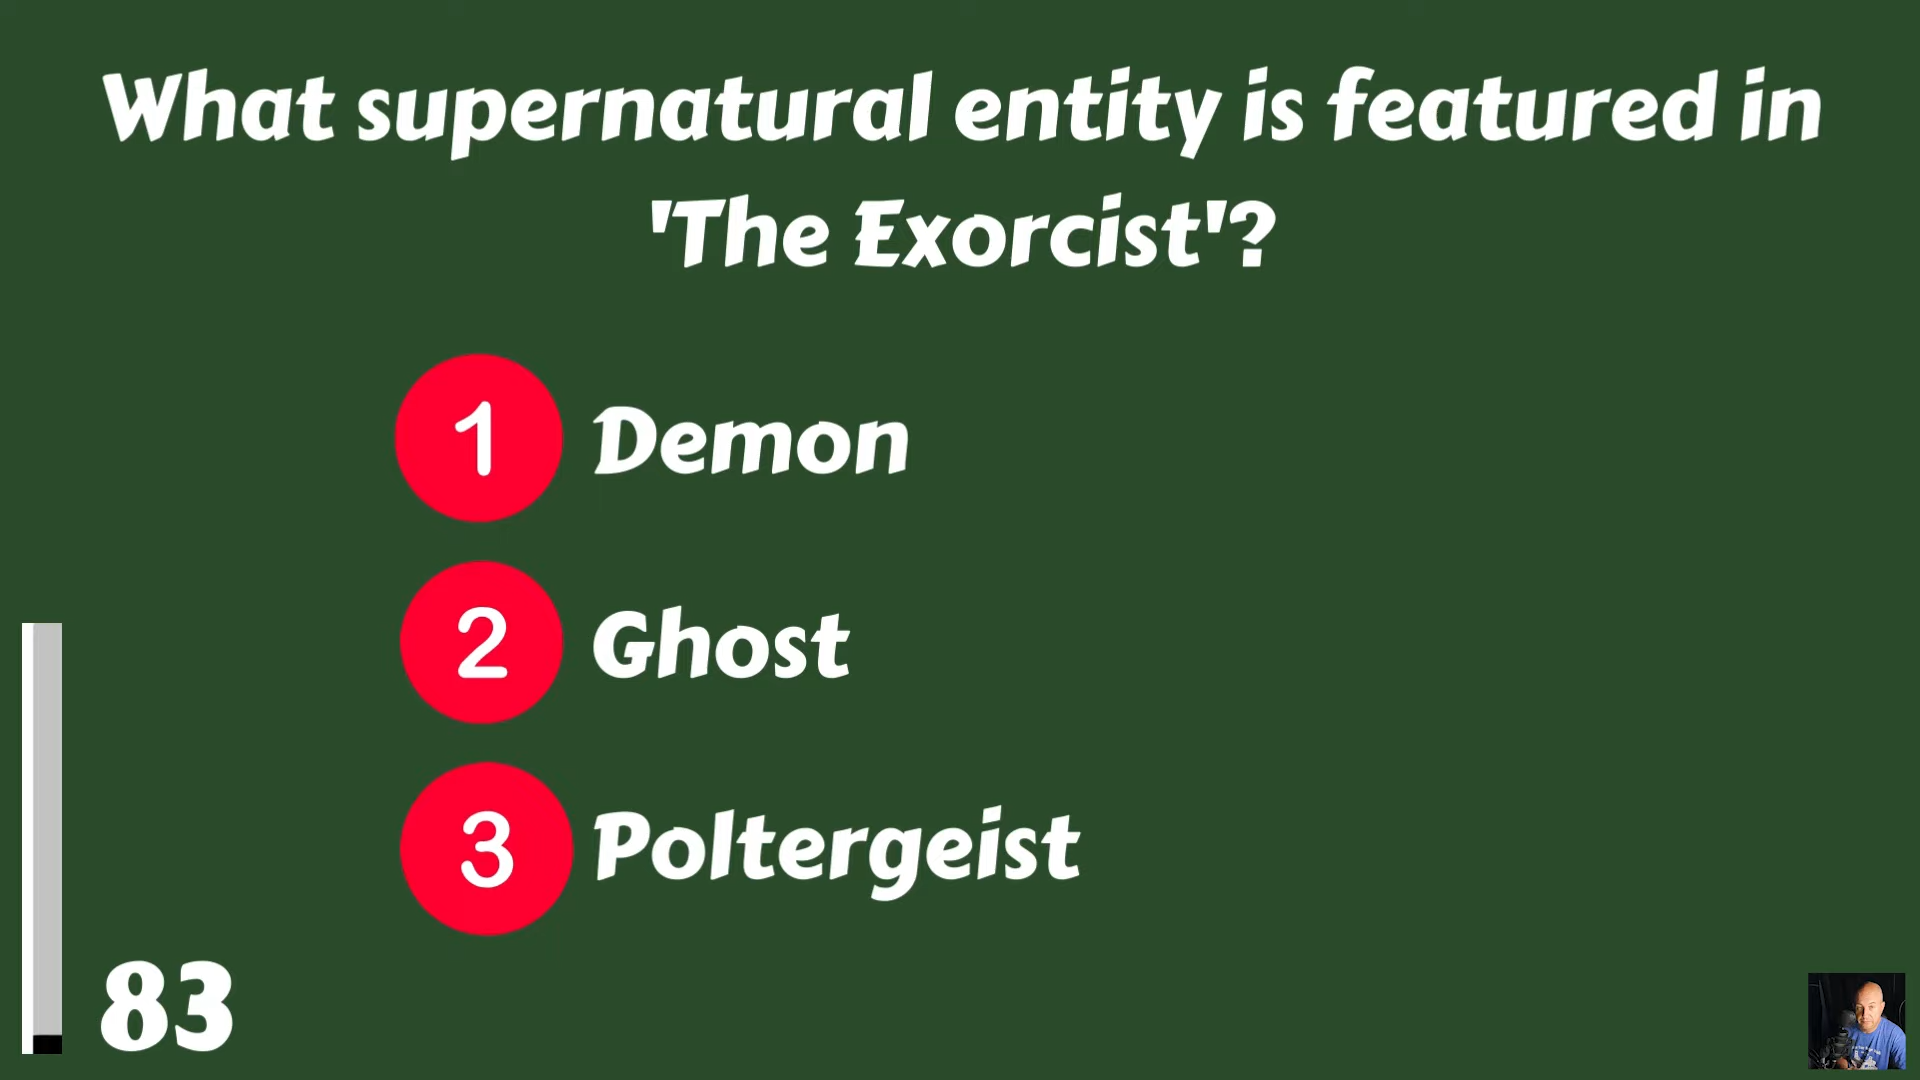 What supernatural entity is featured in
'The Exorcist'?
1 Demon
2 Ghost
3 Poltergeist
83